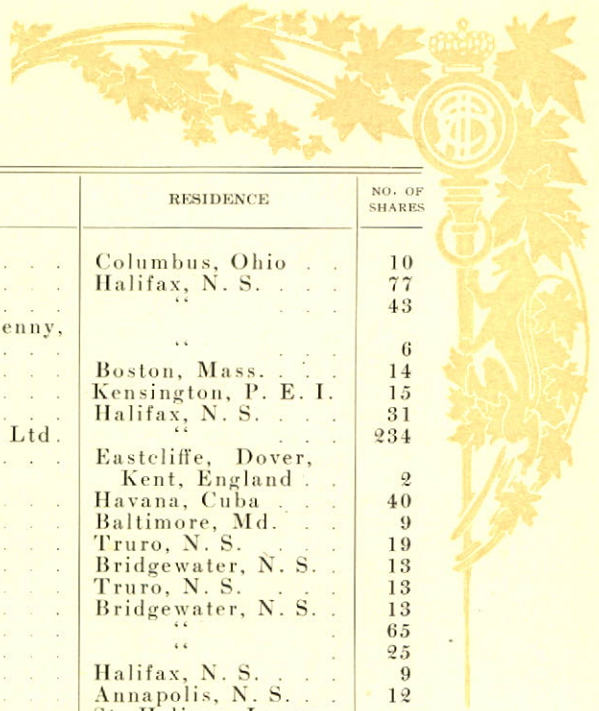 RESIDENCE NO. OF SHARES
Columbus, Ohio . . 10
Halifax, N. S. . . . 77
“ . . . 43
enny,
“ . . . 6
Boston, Mass. . . . 14
Kensington, P. E. I. 15
Halifax, N. S. . . . 31
Ltd. “ . . . 234
Eastcliffe, Dover,
Kent, England . . 2
Havana, Cuba . . . 40
Baltimore, Md. . . 9
Truro, N. S. . . . 19
Bridgewater, N. S. . 13
Truro, N. S. . . . 13
Bridgewater, N. S. . 13
“ . 65
“ . 25
Halifax, N. S. . . . 9
Annapolis, N. S. . . 12